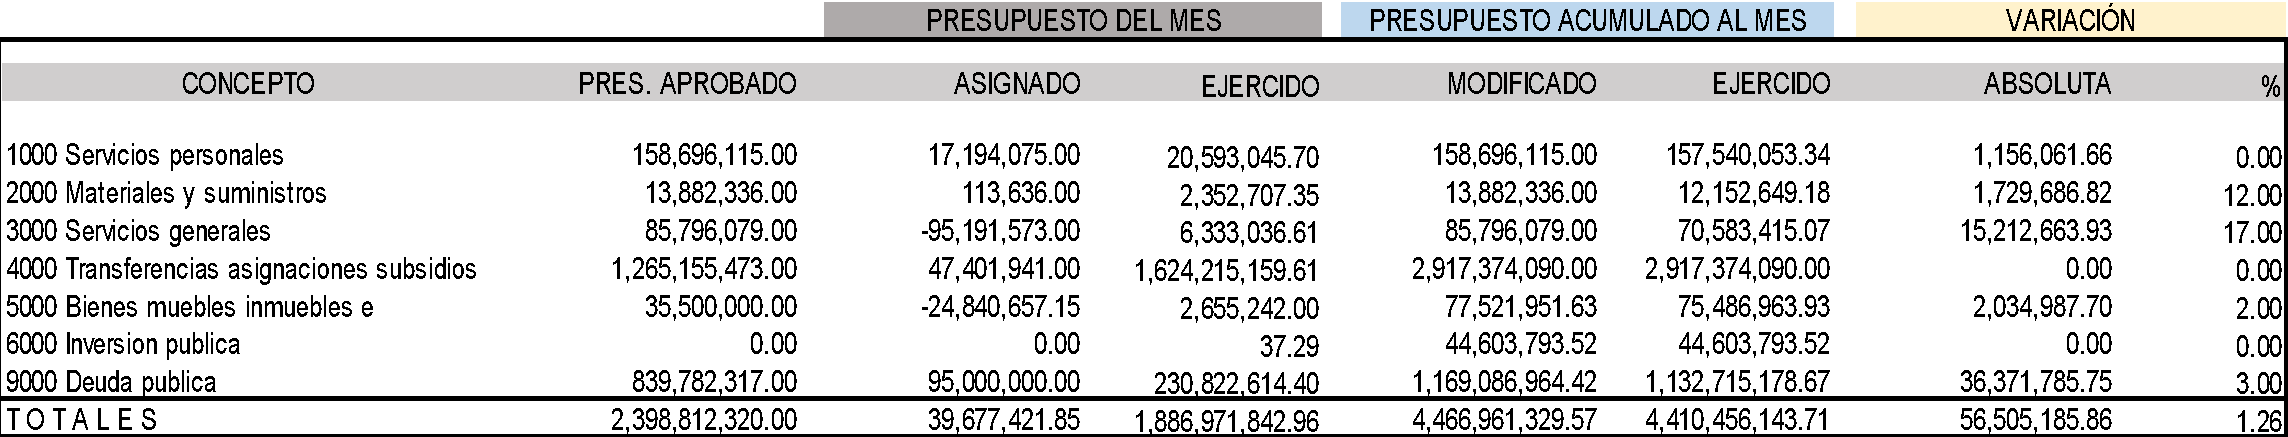 PRESUPUESTO DEL MES PRESUPUESTO ACUMULADO AL MES VARIACIÓN
CONCEPTO PRES. APROBADO ASIGNADO EJERCIDO MODIFICADO EJERCIDO ABSOLUTA %
1000 Servicios personales 158,696,115.00 17,194,075.00 20,593,045.70 158,696,115.00 157,540,053.34 1,156,061.66 0.00
2000 Materiales y suministros 13,882,336.00 113,636.00 2,352,707.35 13,882,336.00 12,152,649.18 1,729,686.82 12.00
3000 Servicios generales 85,796,079.00 -95,191,573.00 6,333,036.61 85,796,079.00 70,583,415.07 15,212,663.93 17.00
4000 Transferencias asignaciones subsidios 1,265,155,473.00 47,401,941.00 1,624,215,159.61 2,917,374,090.00 2,917,374,090.00 0.00 0.00
5000 Bienes muebles inmuebles e 35,500,000.00 -24,840,657.15 2,655,242.00 77,521,951.63 75,486,963.93 2,034,987.70 2.00
6000 Inversion publica 0.00 0.00 37.29 44,603,793.52 44,603,793.52 0.00 0.00
9000 Deuda publica 839,782,317.00 95,000,000.00 230,822,614.40 1,169,086,964.42 1,132,715,178.67 36,371,785.75 3.00
T O T A L E S 2,398,812,320.00 39,677,421.85 1,886,971,842.96 4,466,961,329.57 4,410,456,143.71 56,505,185.86 1.26